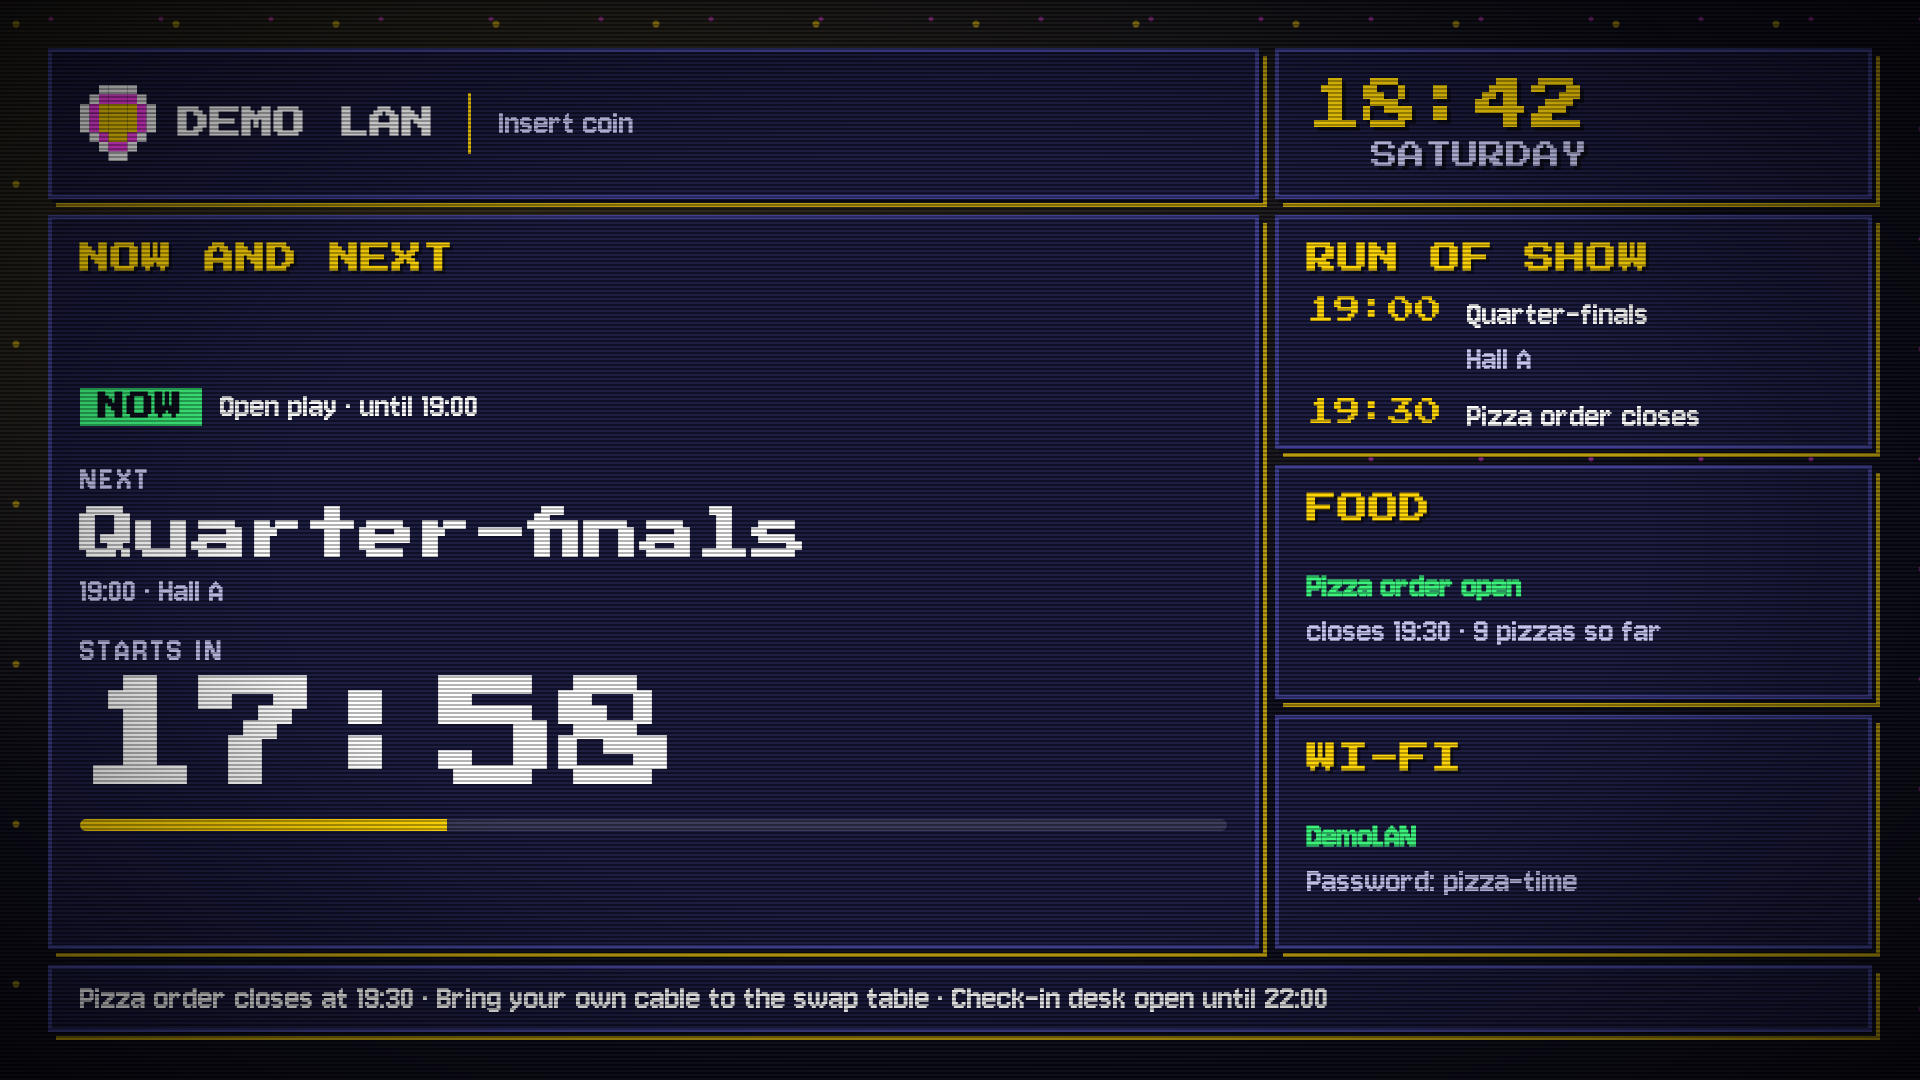 DEMO LAN
Insert coin
18:42
SATURDAY
NOW AND NEXT
NOW Open play · until 19:00
NEXT
Quarter-finals
19:00 · Hall A
STARTS IN
17:58
RUN OF SHOW
19:00 Quarter-finals
Hall A
19:30 Pizza order closes
FOOD
Pizza order open
closes 19:30 · 9 pizzas so far
WI-FI
DemoLAN
Password: pizza-time
Pizza order closes at 19:30 · Bring your own cable to the swap table · Check-in desk open until 22:00